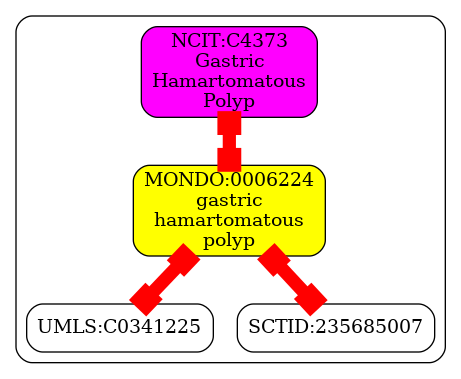 NCIT:C4373
Gastric
Hamartomatous
Polyp
MONDO:0006224
gastric
hamartomatous
polyp
UMLS:C0341225
SCTID:235685007